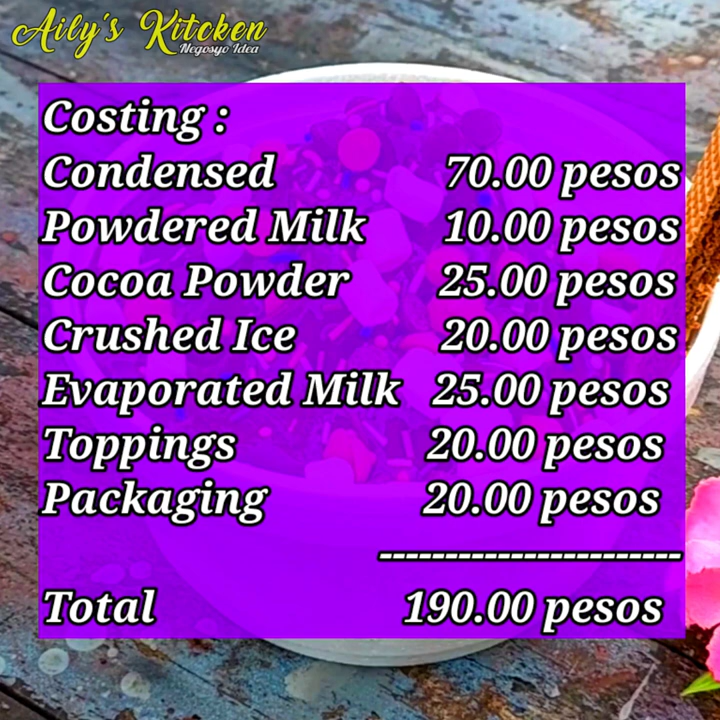 Aily's Kitchen
Negosyo Idea
Costing :
Condensed 70.00 pesos
Powdered Milk 10.00 pesos
Cocoa Powder 25.00 pesos
Crushed Ice 20.00 pesos
Evaporated Milk 25.00 pesos
Toppings 20.00 pesos
Packaging 20.00 pesos
-----------------------
Total 190.00 pesos